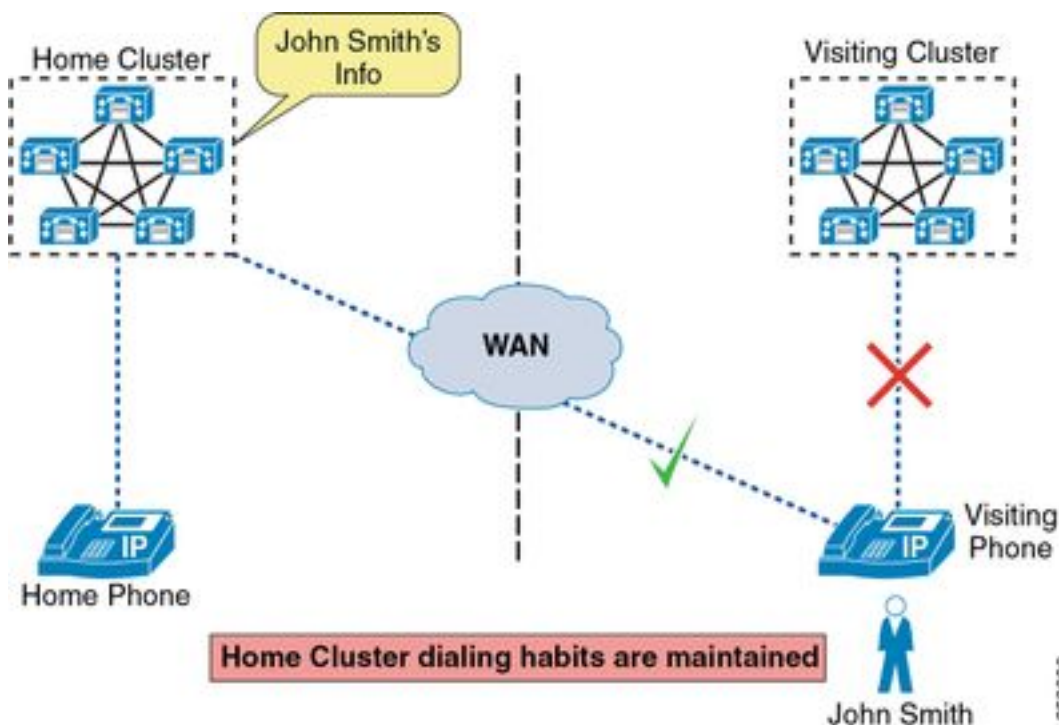 Home Cluster
John Smith's
Info
Visiting Cluster
WAN
IP
Home Phone
IP
Visiting
Phone
Home Cluster dialing habits are maintained
John Smith